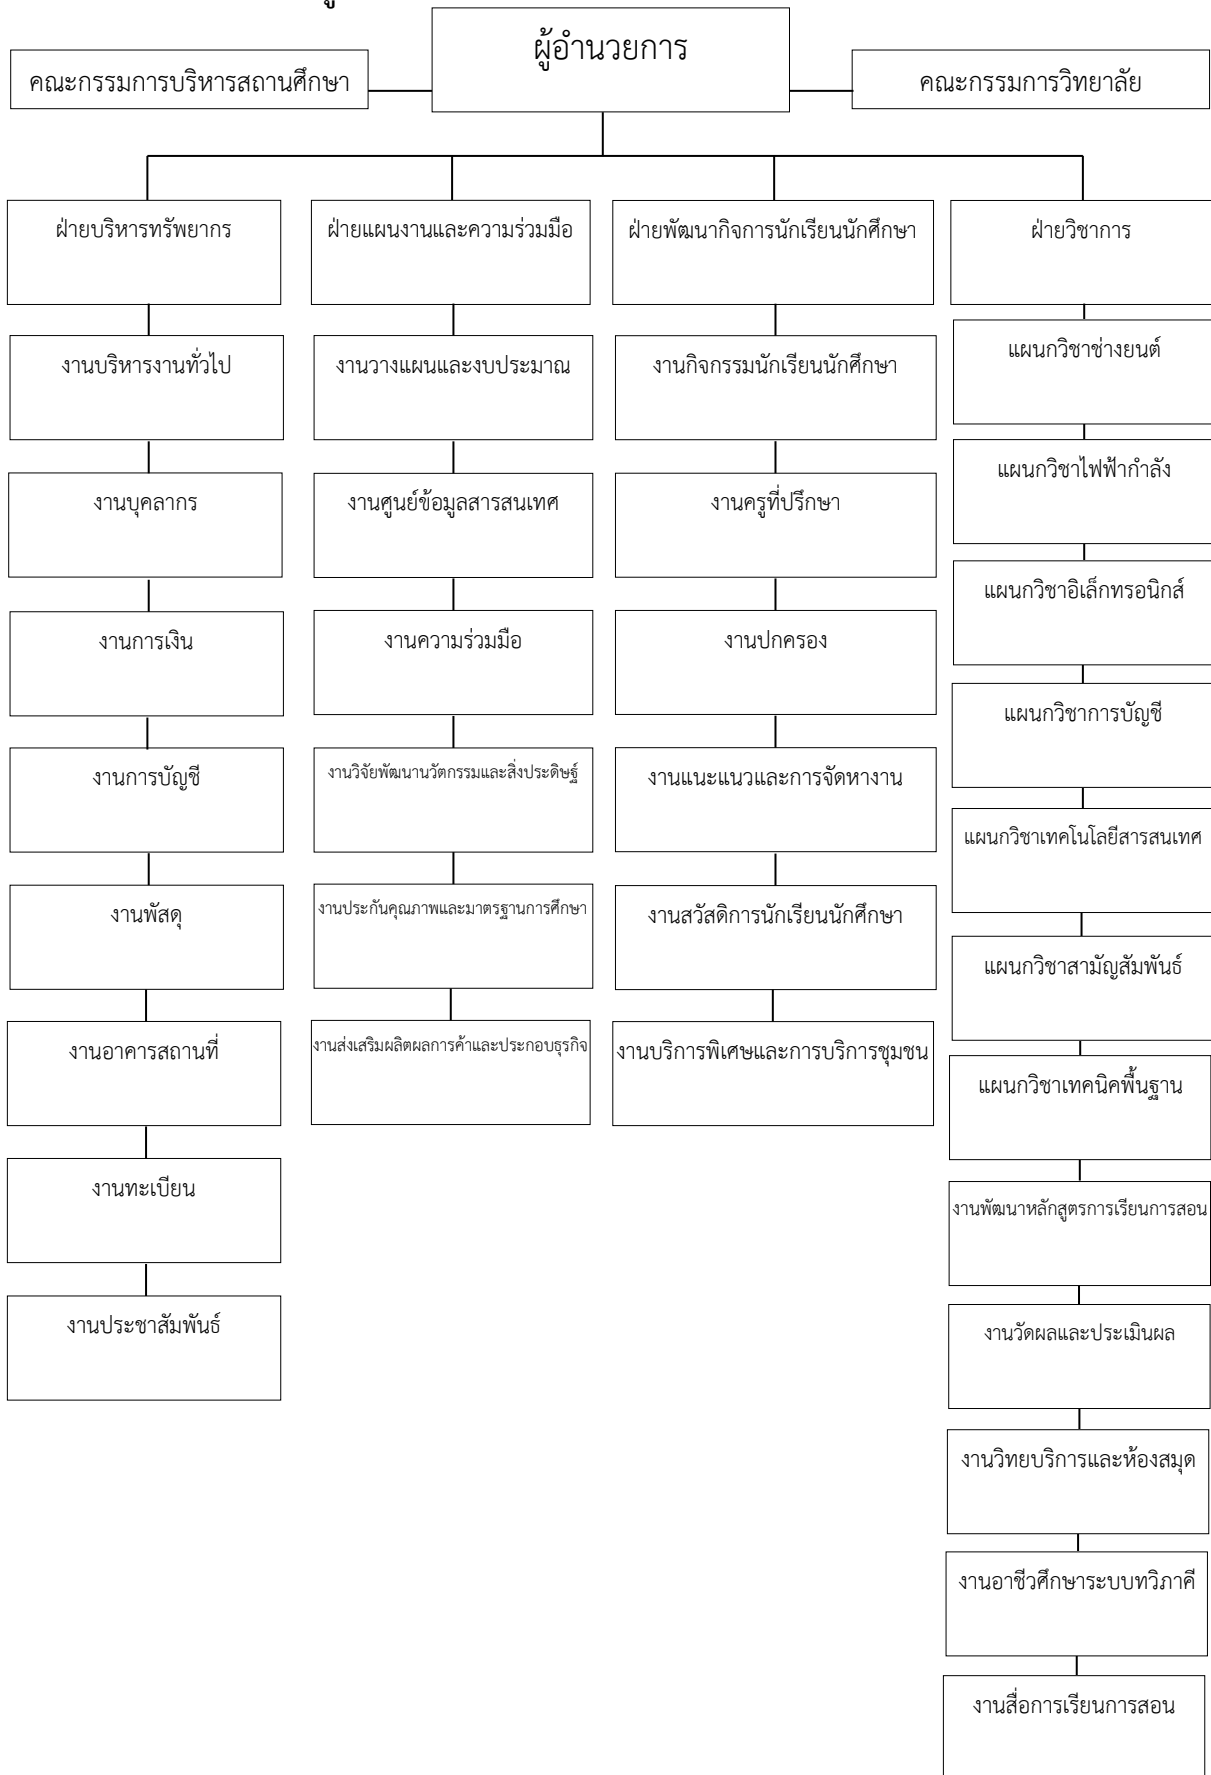 ผู้อำนวยการ
คณะกรรมการบริหารสถานศึกษา
คณะกรรมการวิทยาลัย
ฝ่ายบริหารทรัพยากร
งานบริหารงานทั่วไป
งานบุคลากร
งานการเงิน
งานการบัญชี
งานพัสดุ
งานอาคารสถานที่
งานทะเบียน
งานประชาสัมพันธ์
ฝ่ายแผนงานและความร่วมมือ
งานวางแผนและงบประมาณ
งานศูนย์ข้อมูลสารสนเทศ
งานความร่วมมือ
งานวิจัยพัฒนานวัตกรรมและสิ่งประดิษฐ์
งานประกันคุณภาพและมาตรฐานการศึกษา
งานส่งเสริมผลิตผลการค้าและประกอบธุรกิจ
ฝ่ายพัฒนากิจการนักเรียนนักศึกษา
งานกิจกรรมนักเรียนนักศึกษา
งานครูที่ปรึกษา
งานปกครอง
งานแนะแนวและการจัดหางาน
งานสวัสดิการนักเรียนนักศึกษา
งานบริการพิเศษและการบริการชุมชน
ฝ่ายวิชาการ
แผนกวิชาช่างยนต์
แผนกวิชาไฟฟ้ากำลัง
แผนกวิชาอิเล็กทรอนิกส์
แผนกวิชาการบัญชี
แผนกวิชาเทคโนโลยีสารสนเทศ
แผนกวิชาสามัญสัมพันธ์
แผนกวิชาเทคนิคพื้นฐาน
งานพัฒนาหลักสูตรการเรียนการสอน
งานวัดผลและประเมินผล
งานวิทยบริการและห้องสมุด
งานอาชีวศึกษาระบบทวิภาคี
งานสื่อการเรียนการสอน